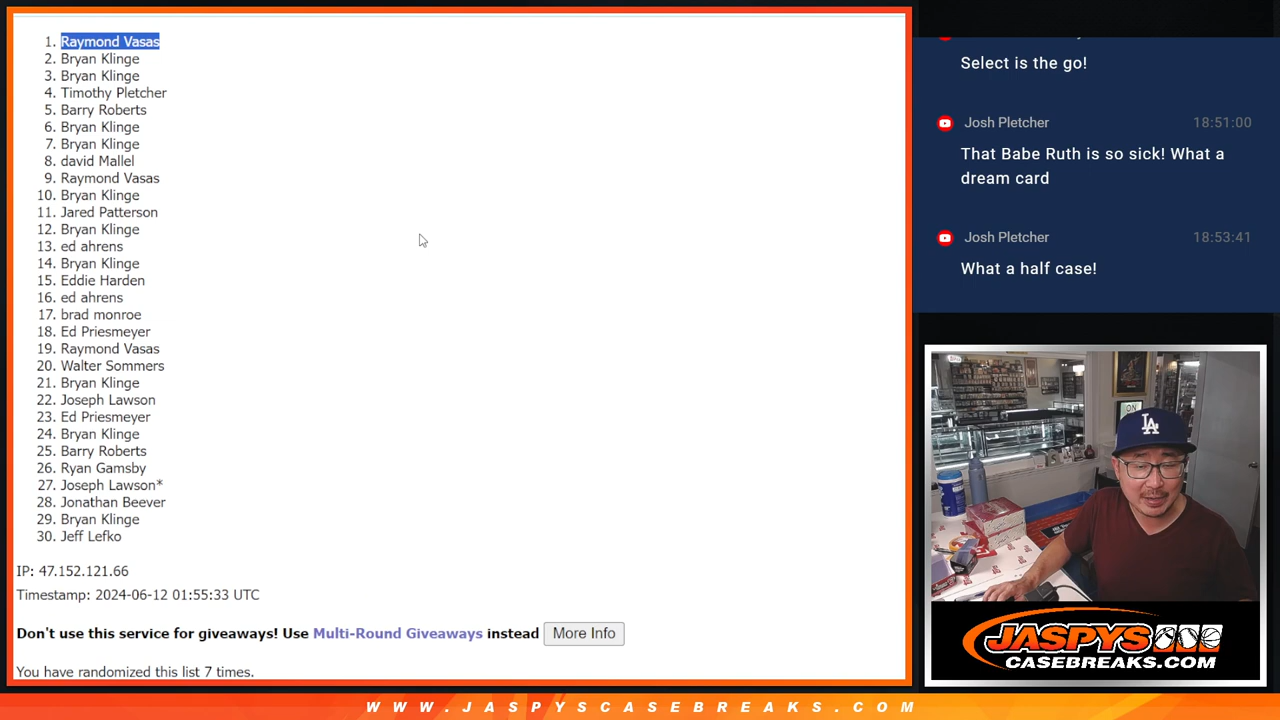 1. Raymond Vasas
2. Bryan Klinge
3. Bryan Klinge
4. Timothy Pletcher
5. Barry Roberts
6. Bryan Klinge
7. Bryan Klinge
8. david Mallel
9. Raymond Vasas
10. Bryan Klinge
11. Jared Patterson
12. Bryan Klinge
13. ed ahrens
14. Bryan Klinge
15. Eddie Harden
16. ed ahrens
17. brad monroe
18. Ed Priesmeyer
19. Raymond Vasas
20. Walter Sommers
21. Bryan Klinge
22. Joseph Lawson
23. Ed Priesmeyer
24. Bryan Klinge
25. Barry Roberts
26. Ryan Gamsby
27. Joseph Lawson*
28. Jonathan Beever
29. Bryan Klinge
30. Jeff Lefko
IP: 47.152.121.66
Timestamp: 2024-06-12 01:55:33 UTC
Don't use this service for giveaways! Use Multi-Round Giveaways instead More Info
You have randomized this list 7 times.
Select is the go!
Josh Pletcher 18:51:00
That Babe Ruth is so sick! What a
dream card
Josh Pletcher 18:53:41
What a half case!
ON
LA
JASPYS
CASEBREAKS.COM
WWW.JASPYSCASEBREAKS.COM